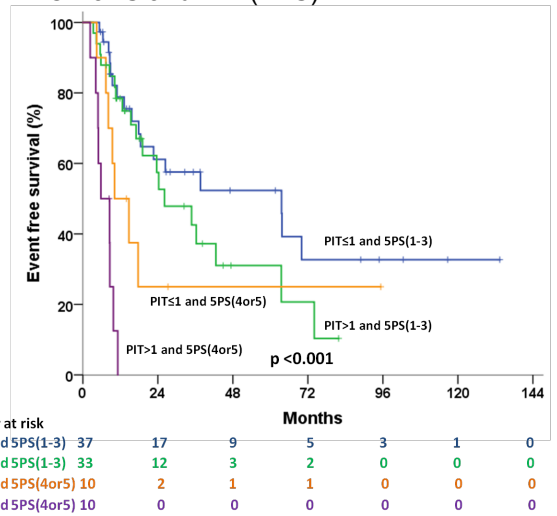 Event free survival (%)
100
80
60
40
20
0
PIT≤1 and 5PS(1-3)
PIT≤1 and 5PS(4or5)
PIT>1 and 5PS(1-3)
PIT>1 and 5PS(4or5)
p <0.001
0 24 48 72 96 120 144
Months
at risk
d 5PS(1-3) 37 17 9 5 3 1 0
d 5PS(1-3) 33 12 3 2 0 0 0
d 5PS(4or5) 10 2 1 1 0 0 0
d 5PS(4or5) 10 0 0 0 0 0 0